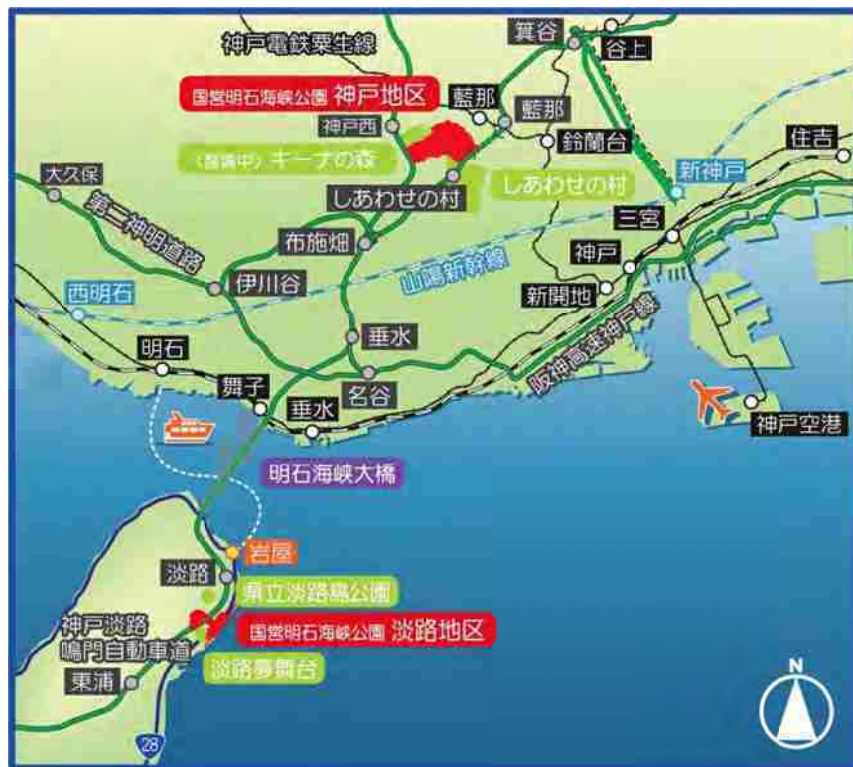 箕谷
谷上
神戸電鉄粟生線
国営明石海峡公園 神戸地区
藍那
藍那
神戸西
鈴蘭台
住吉
(整備中) キーナの森
大久保
しあわせの村
しあわせの村
新神戸
第二神明道路
三宮
布施畑
神戸
伊川谷
山陽新幹線
新開地
西明石
垂水
明石
阪神高速神戸線
舞子
名谷
垂水
神戸空港
明石海峡大橋
岩屋
淡路
県立淡路島公園
神戸淡路
鳴門自動車道
国営明石海峡公園 淡路地区
淡路夢舞台
東浦
N
28